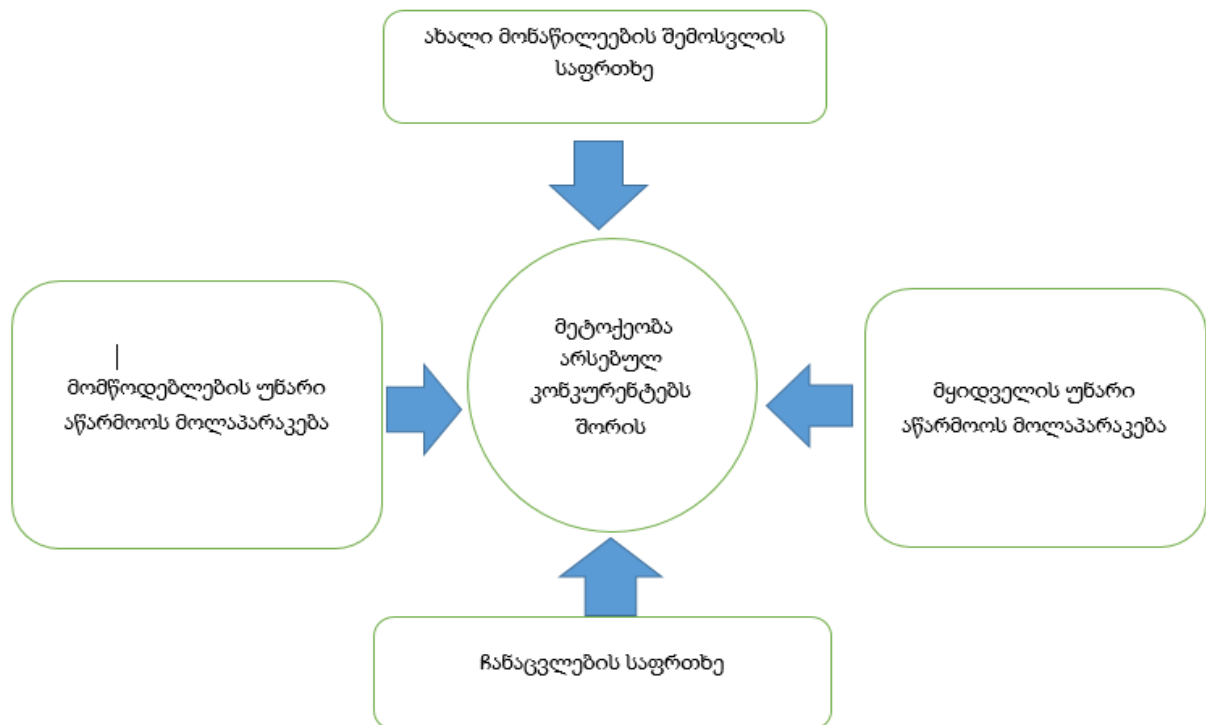 ახალი მონაწილეების შემოსვლის
საფრთხე
მომწოდებლების უნარი
აწარმოოს მოლაპარაკება
მეტოქეობა
არსებულ
კონკურენტებს
შორის
მყიდველის უნარი
აწარმოოს მოლაპარაკება
ჩანაცვლების საფრთხე